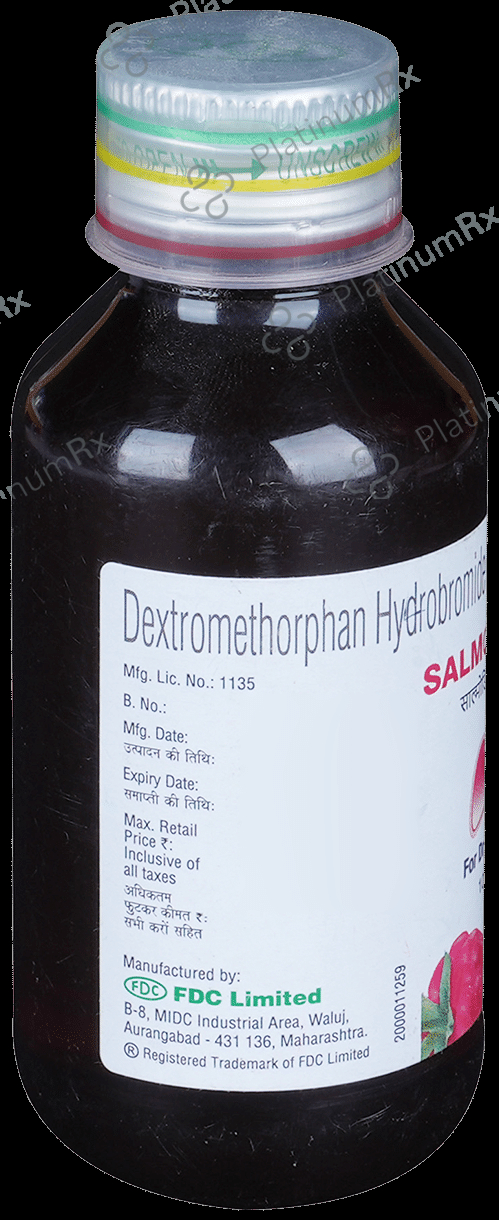 UNSCREW
PlatinumRx
PlatinumRx
PlatinumRx
Dextromethorphan Hydrobromide
Mfg. Lic. No.: 1135
B. No.:
Mfg. Date:
उत्पादन की तिथि:
Expiry Date:
समाप्ती की तिथि:
Max. Retail
Price ₹:
Inclusive of
all taxes
अधिकतम
फुटकर कीमत ₹:
सभी करों सहित
Manufactured by:
FDC FDC Limited
B-8, MIDC Industrial Area, Waluj,
Aurangabad - 431 136, Maharashtra.
® Registered Trademark of FDC Limited
2000011259
SALM
For